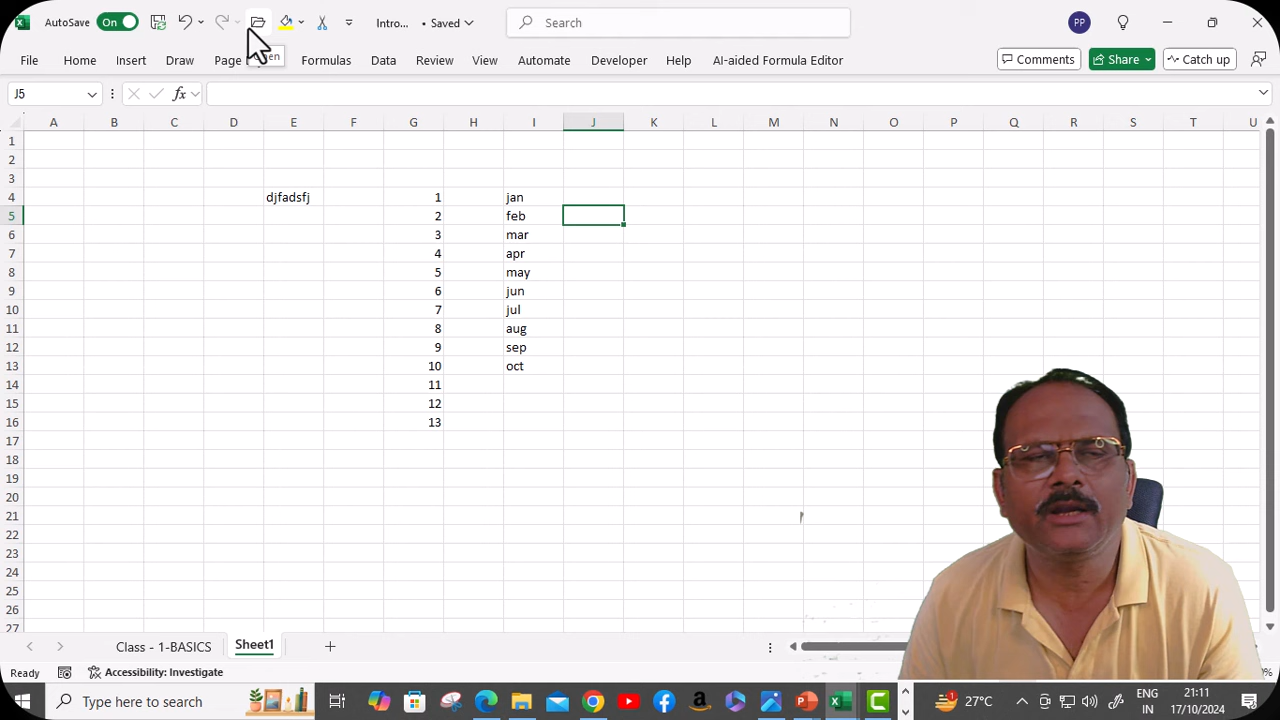 AutoSave On Intro... • Saved Search PP
File Home Insert Draw Page Formulas Data Review View Automate Developer Help AI-aided Formula Editor Comments Share Catch up
J5 fx
A B C D E F G H I J K L M N O P Q R S T U
1
2
3
4 djfadsfj 1 jan
5 2 feb
6 3 mar
7 4 apr
8 5 may
9 6 jun
10 7 jul
11 8 aug
12 9 sep
13 10 oct
14 11
15 12
16 13
17
18
19
20
21
22
23
24
25
26
27
Class - 1-BASICS Sheet1
Ready Accessibility: Investigate
Type here to search 27°C ENG 21:11
IN 17/10/2024